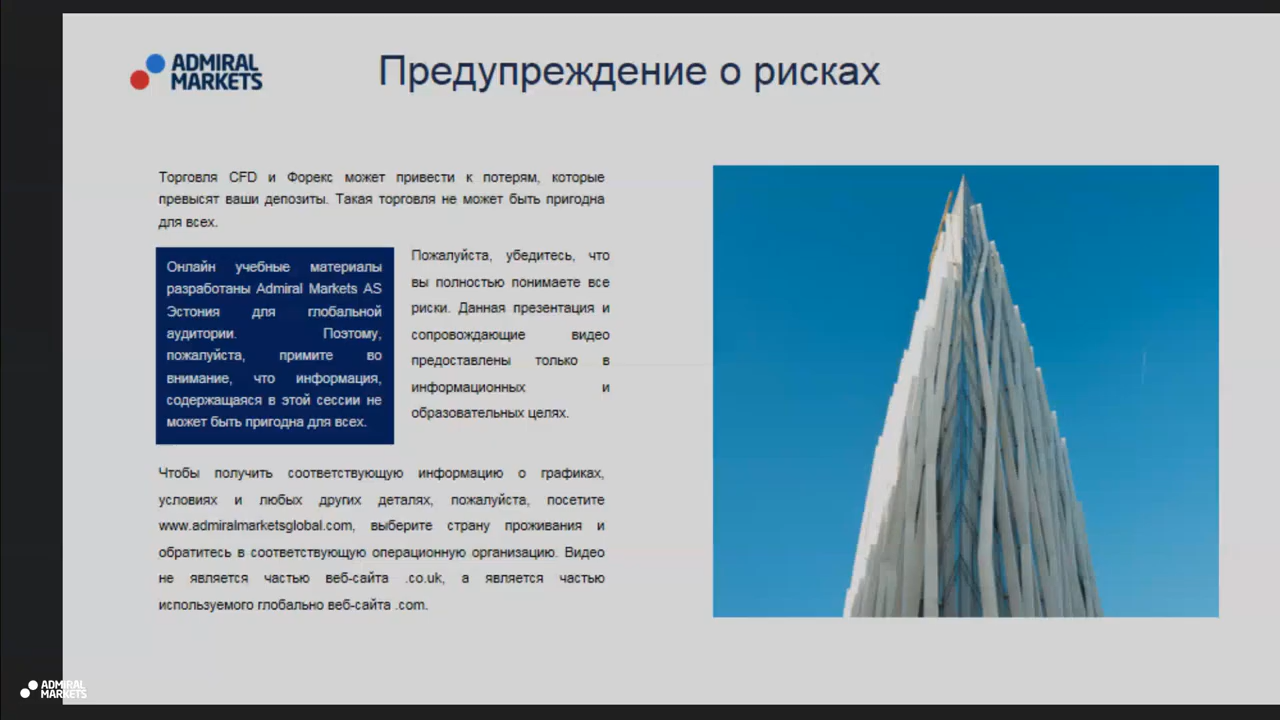 ADMIRAL
MARKETS
Предупреждение о рисках
Торговля CFD и Форекс может привести к потерям, которые
превысят ваши депозиты. Такая торговля не может быть пригодна
для всех.
Онлайн учебные материалы
разработаны Admiral Markets AS
Эстония для глобальной
аудитории. Поэтому,
пожалуйста, примите во
внимание, что информация,
содержащаяся в этой сессии не
может быть пригодна для всех.
Пожалуйста, убедитесь, что
вы полностью понимаете все
риски. Данная презентация и
сопровождающие видео
предоставлены только в
информационных и
образовательных целях.
Чтобы получить соответствующую информацию о графиках,
условиях и любых других деталях, пожалуйста, посетите
www.admiralmarketsglobal.com, выберите страну проживания и
обратитесь в соответствующую операционную организацию. Видео
не является частью веб-сайта .co.uk, а является частью
используемого глобально веб-сайта .com.
ADMIRAL
MARKETS